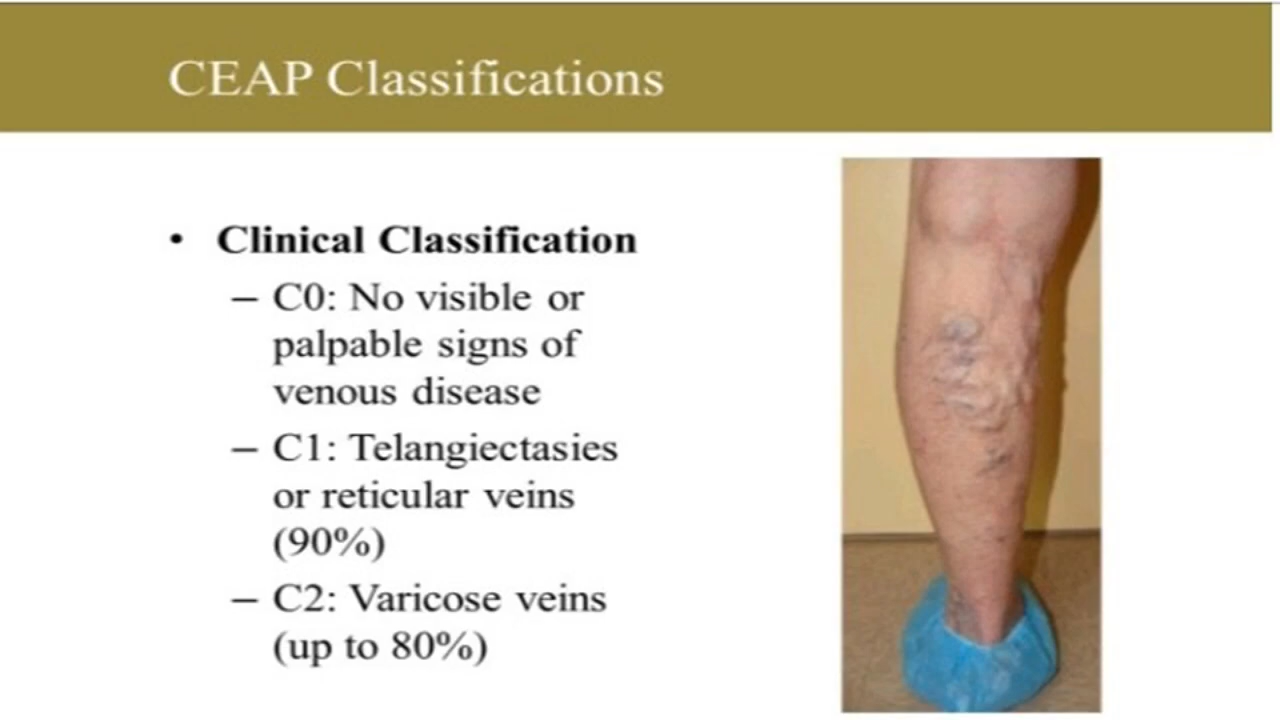 CEAP Classifications
• Clinical Classification
– C0: No visible or
palpable signs of
venous disease
– C1: Telangiectasies
or reticular veins
(90%)
– C2: Varicose veins
(up to 80%)